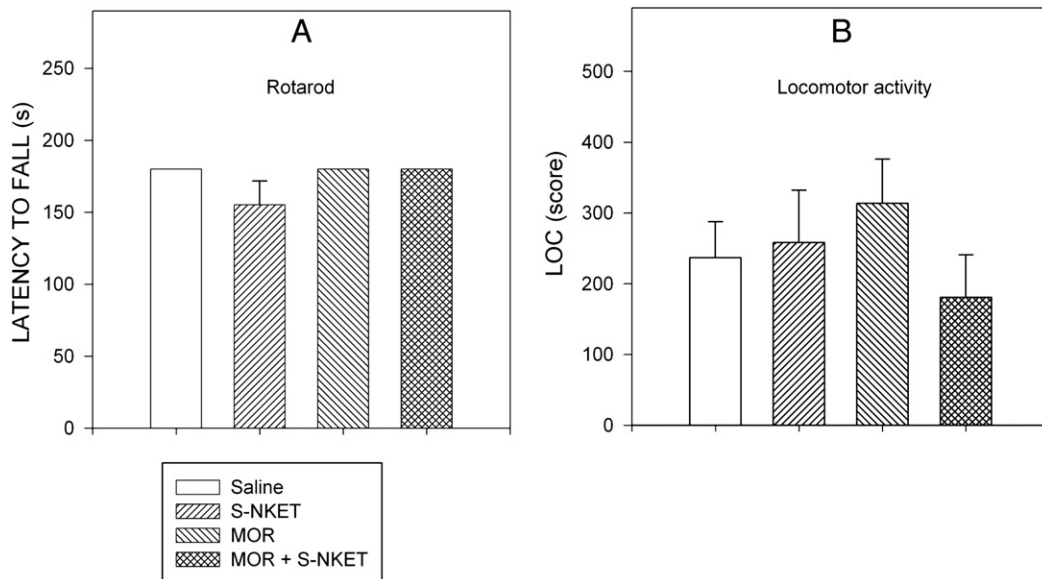 A
Rotarod
LATENCY TO FALL (s)
250
200
150
100
50
0
B
Locomotor activity
LOC (score)
500
400
300
200
100
0
Saline
S-NKET
MOR
MOR + S-NKET